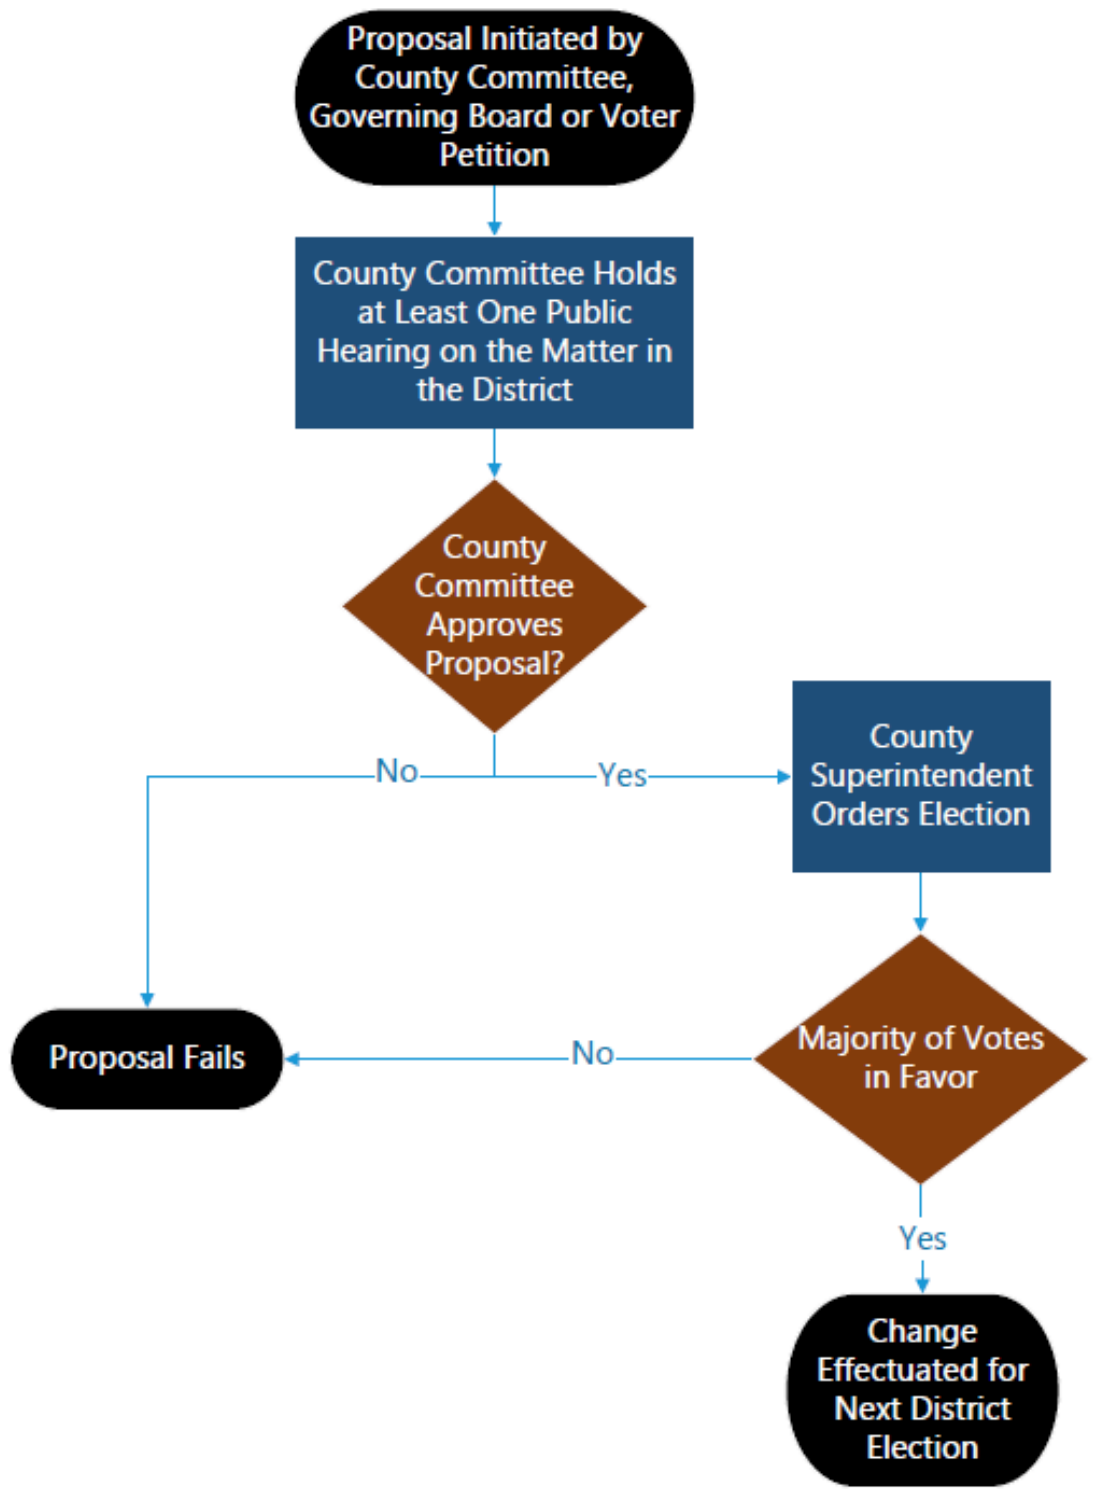 Proposal Initiated by
County Committee,
Governing Board or Voter
Petition
County Committee Holds
at Least One Public
Hearing on the Matter in
the District
County
Committee
Approves
Proposal?
No
Yes
County
Superintendent
Orders Election
Proposal Fails
No
Majority of Votes
in Favor
Yes
Change
Effectuated for
Next District
Election